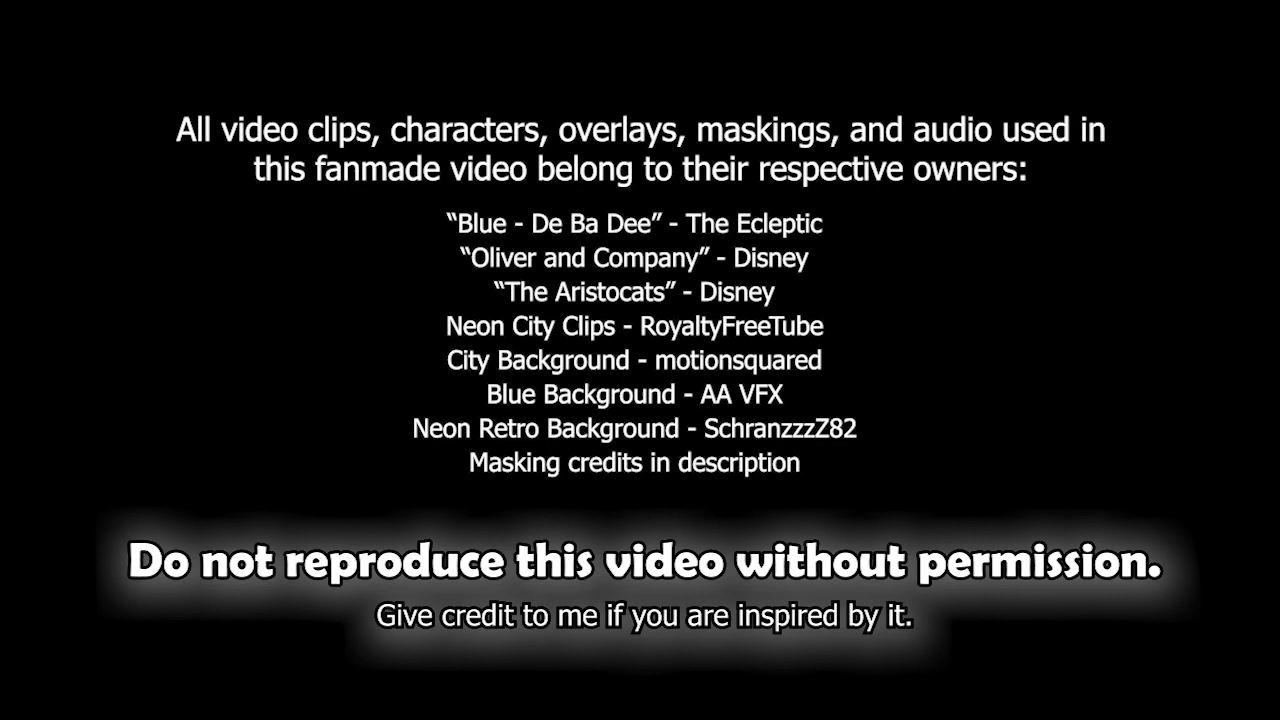 All video clips, characters, overlays, maskings, and audio used in
this fanmade video belong to their respective owners:
“Blue - De Ba Dee” - The Ecleptic
“Oliver and Company” - Disney
“The Aristocats” - Disney
Neon City Clips - RoyaltyFreeTube
City Background - motionsquared
Blue Background - AA VFX
Neon Retro Background - SchranzzzZ82
Masking credits in description
Do not reproduce this video without permission.
Give credit to me if you are inspired by it.